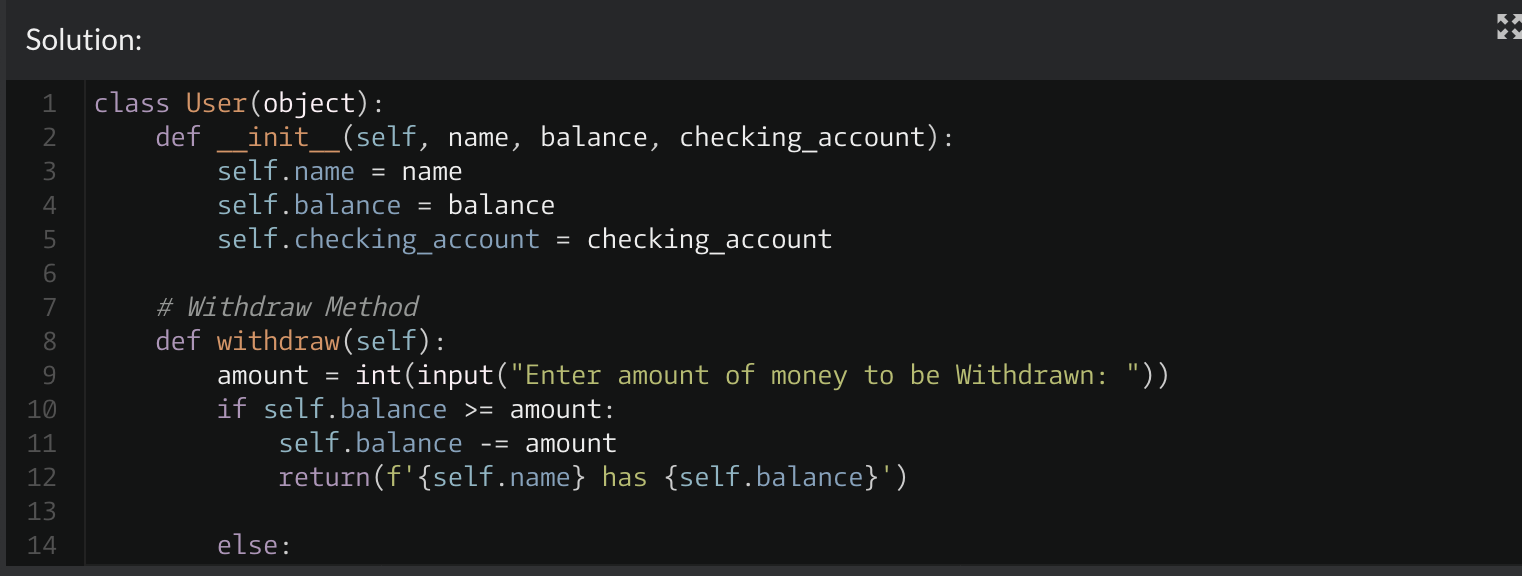 Solution:
1 class User(object):
2     def __init__(self, name, balance, checking_account):
3         self.name = name
4         self.balance = balance
5         self.checking_account = checking_account
6
7     # Withdraw Method
8     def withdraw(self):
9         amount = int(input("Enter amount of money to be Withdrawn: "))
10         if self.balance >= amount:
11             self.balance -= amount
12             return(f'{self.name} has {self.balance}')
13
14         else: